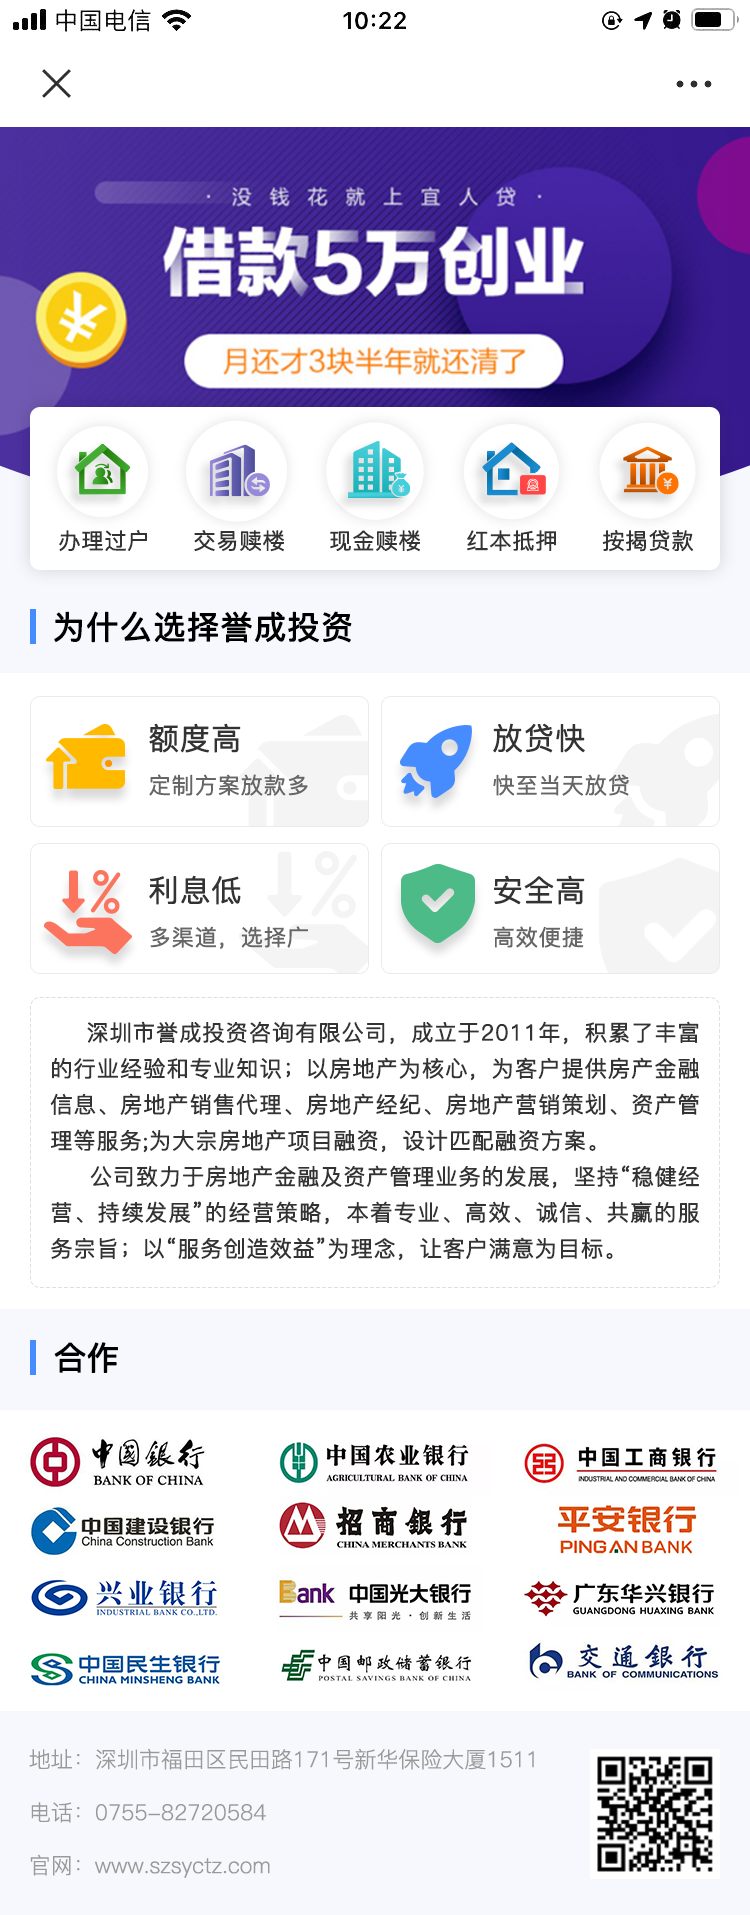 中国电信
10:22
· 没钱花就上宜人贷 ·
借款5万创业
月还才3块半年就还清了
办理过户
交易赎楼
现金赎楼
红本抵押
按揭贷款
为什么选择誉成投资
额度高
定制方案放款多
放贷快
快至当天放贷
利息低
多渠道，选择广
安全高
高效便捷
深圳市誉成投资咨询有限公司，成立于2011年，积累了丰富
的行业经验和专业知识；以房地产为核心，为客户提供房产金融
信息、房地产销售代理、房地产经纪、房地产营销策划、资产管
理等服务;为大宗房地产项目融资，设计匹配融资方案。
公司致力于房地产金融及资产管理业务的发展，坚持“稳健经
营、持续发展”的经营策略，本着专业、高效、诚信、共赢的服
务宗旨；以“服务创造效益”为理念，让客户满意为目标。
合作
中国銀行
BANK OF CHINA
中国农业银行
AGRICULTURAL BANK OF CHINA
中国工商银行
INDUSTRIAL AND COMMERCIAL BANK OF CHINA
中国建设银行
China Construction Bank
招商銀行
CHINA MERCHANTS BANK
平安银行
PING AN BANK
兴业银行
INDUSTRIAL BANK CO.,LTD.
Bank 中国光大银行
共享阳光·创新生活
广东华兴银行
GUANGDONG HUAXING BANK
中国民生银行
CHINA MINSHENG BANK
中国邮政储蓄银行
POSTAL SAVINGS BANK OF CHINA
交通銀行
BANK OF COMMUNICATIONS
地址：深圳市福田区民田路171号新华保险大厦1511
电话：0755-82720584
官网：www.szsyctz.com